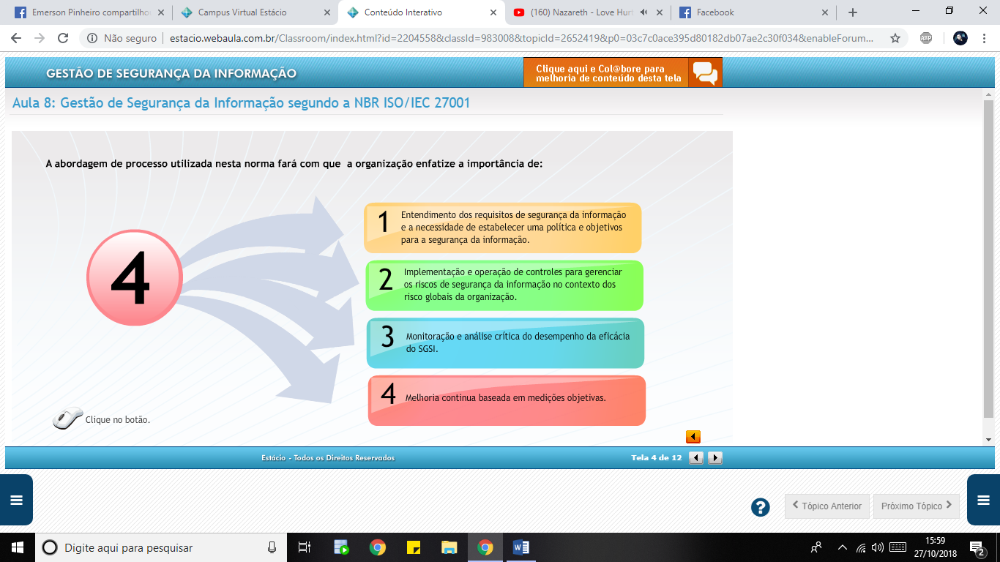 Emerson Pinheiro compartilhou
Campus Virtual Estácio
Conteúdo Interativo
(160) Nazareth - Love Hurt
Facebook
Não seguro
estacio.webaula.com.br/Classroom/index.html?id=2204558&classId=983008&topicId=2652419&p0=03c7c0ace395d80182db07ae2c30f034&enableForum...
ABP
GESTÃO DE SEGURANÇA DA INFORMAÇÃO
Clique aqui e Col@bore para
melhoria de conteúdo desta tela
Aula 8: Gestão de Segurança da Informação segundo a NBR ISO/IEC 27001
A abordagem de processo utilizada nesta norma fará com que a organização enfatize a importância de:
4
1
Entendimento dos requisitos de segurança da informação
e a necessidade de estabelecer uma política e objetivos
para a segurança da informação.
2
Implementação e operação de controles para gerenciar
os riscos de segurança da informação no contexto dos
risco globais da organização.
3
Monitoração e análise crítica do desempenho da eficácia
do SGSI.
4
Melhoria continua baseada em medições objetivas.
Clique no botão.
Estácio - Todos os Direitos Reservados
Tela 4 de 12
?
Tópico Anterior
Próximo Tópico
Digite aqui para pesquisar
15:59
27/10/2018
2